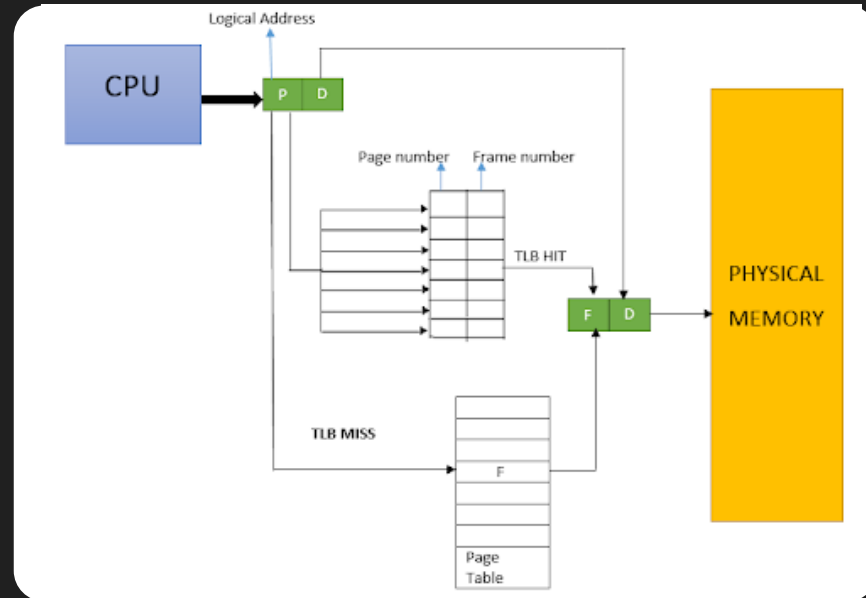 Logical Address
CPU
P D
Page number Frame number
TLB HIT
PHYSICAL
MEMORY
F D
TLB MISS
F
Page
Table